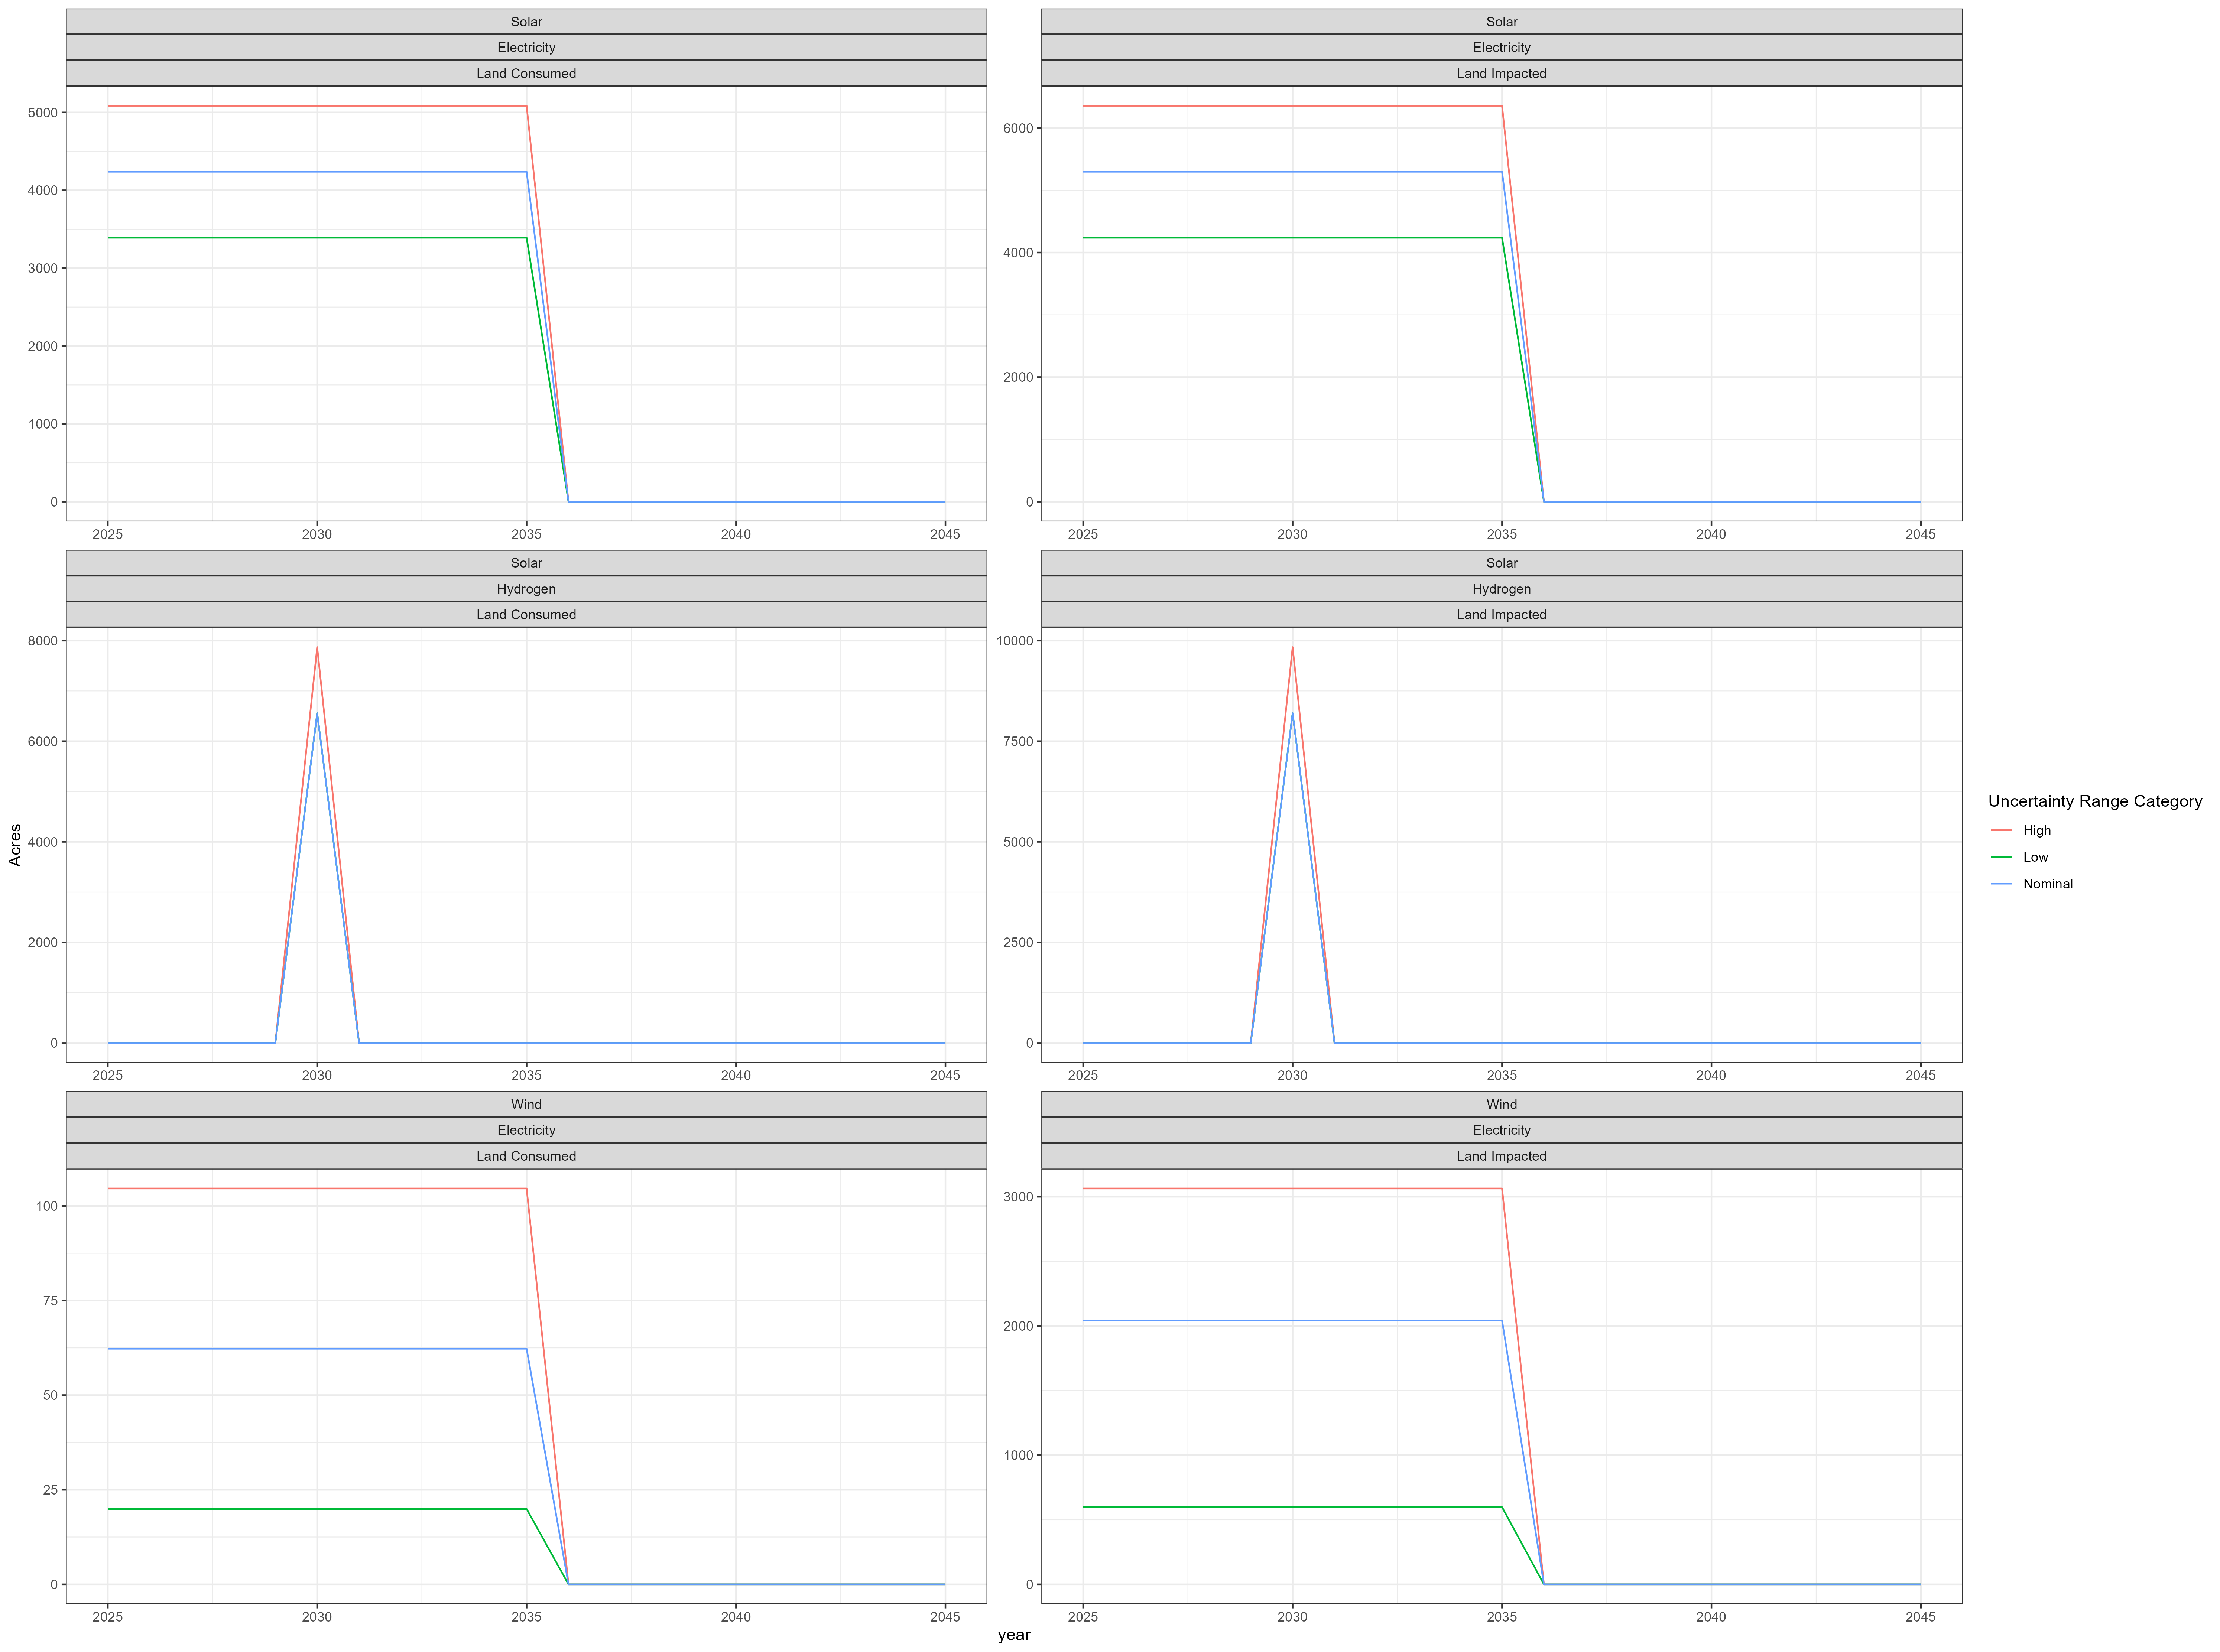 Solar
Electricity
Land Consumed
5000
4000
3000
2000
1000
0
2025 2030 2035 2040 2045
Solar
Electricity
Land Impacted
6000
4000
2000
0
2025 2030 2035 2040 2045
Solar
Hydrogen
Land Consumed
8000
6000
4000
2000
0
2025 2030 2035 2040 2045
Solar
Hydrogen
Land Impacted
10000
7500
5000
2500
0
2025 2030 2035 2040 2045
Wind
Electricity
Land Consumed
100
75
50
25
0
2025 2030 2035 2040 2045
Wind
Electricity
Land Impacted
3000
2000
1000
0
2025 2030 2035 2040 2045
Acres
year
Uncertainty Range Category
High
Low
Nominal